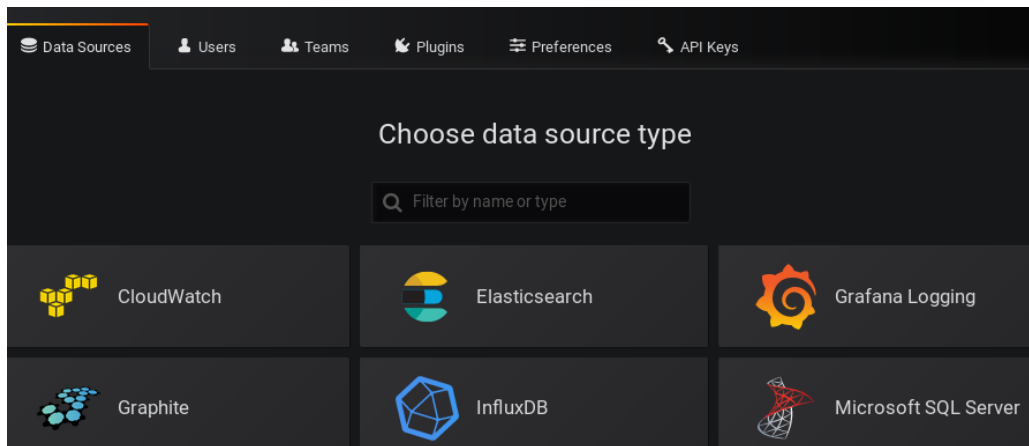 Data Sources Users Teams Plugins Preferences API Keys
Choose data source type
Filter by name or type
CloudWatch Elasticsearch Grafana Logging
Graphite InfluxDB Microsoft SQL Server